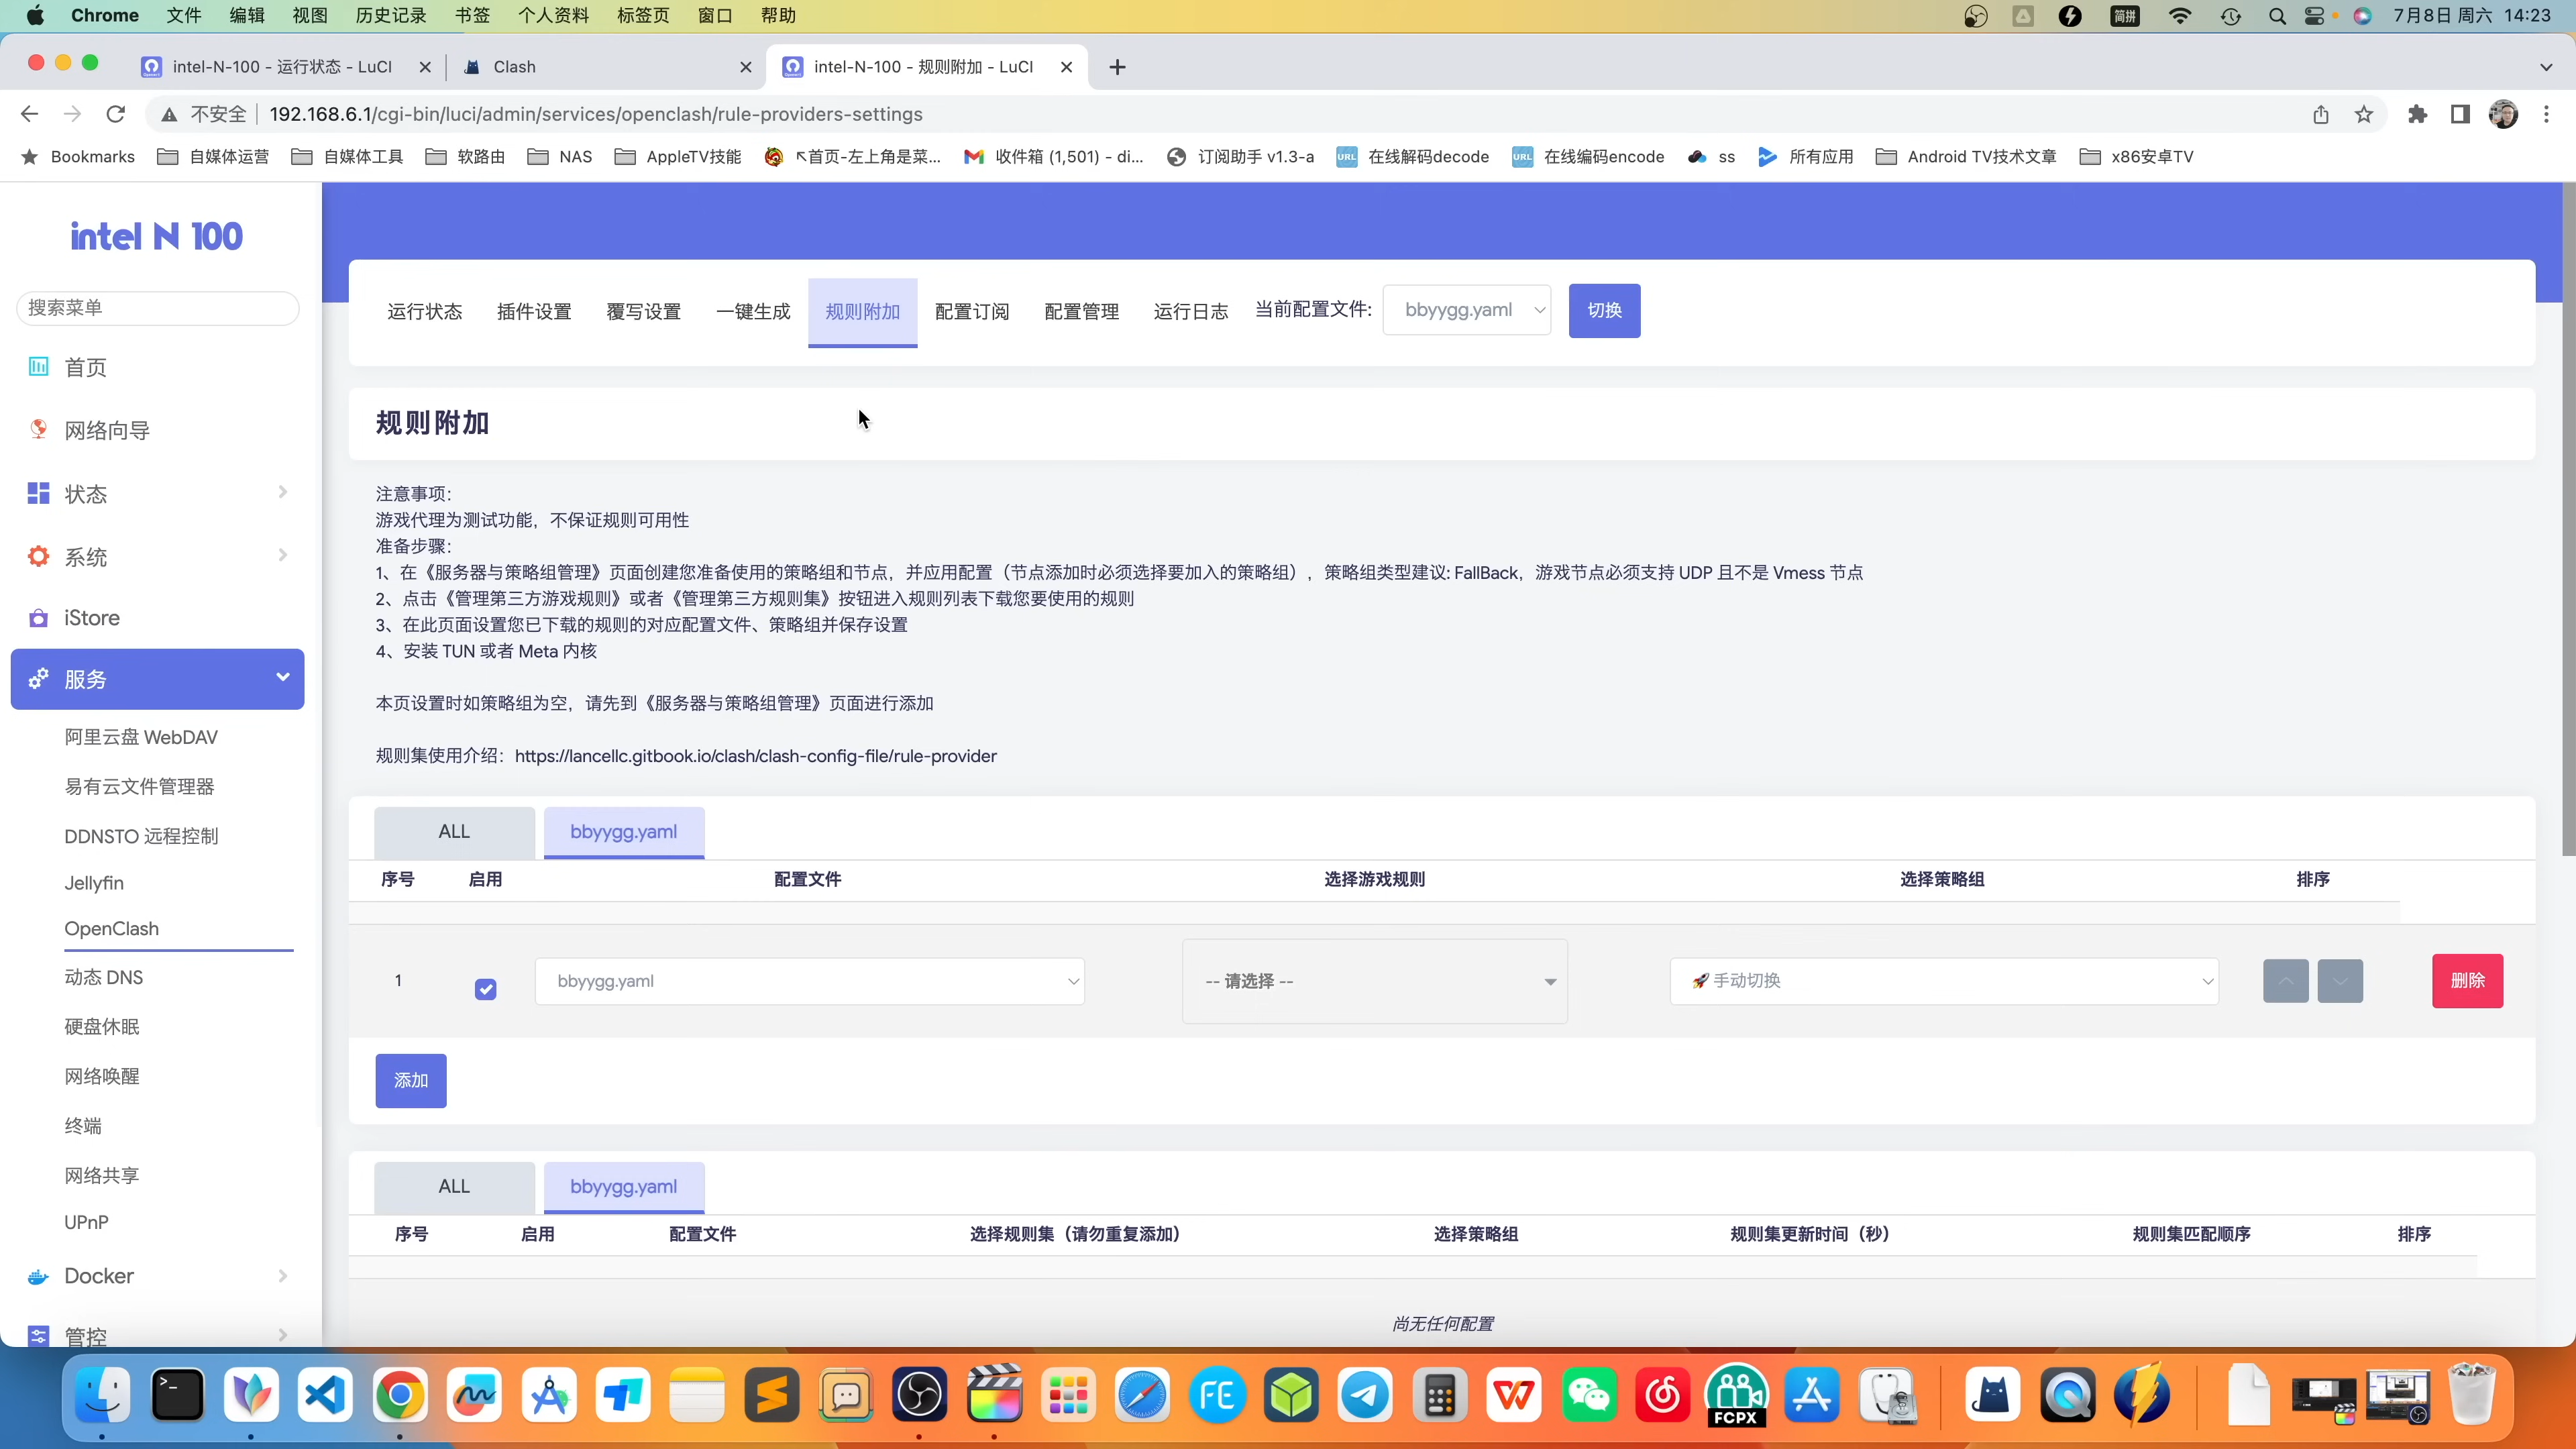 Chrome 文件 编辑 视图 历史记录 书签 个人资料 标签页 窗口 帮助 简拼 7月8日 周六 14:23
intel-N-100 - 运行状态 - LuCI Clash intel-N-100 - 规则附加 - LuCI
不安全 192.168.6.1/cgi-bin/luci/admin/services/openclash/rule-providers-settings
Bookmarks 自媒体运营 自媒体工具 软路由 NAS AppleTV技能 ↖首页-左上角是菜... 收件箱 (1,501) - di... 订阅助手 v1.3-a URL 在线解码decode URL 在线编码encode ss 所有应用 Android TV技术文章 x86安卓TV
intel N 100
搜索菜单
首页
网络向导
状态
系统
iStore
服务
阿里云盘 WebDAV
易有云文件管理器
DDNSTO 远程控制
Jellyfin
OpenClash
动态 DNS
硬盘休眠
网络唤醒
终端
网络共享
UPnP
Docker
管控
运行状态 插件设置 覆写设置 一键生成 规则附加 配置订阅 配置管理 运行日志 当前配置文件: bbyygg.yaml 切换
规则附加
注意事项：
游戏代理为测试功能，不保证规则可用性
准备步骤：
1、在《服务器与策略组管理》页面创建您准备使用的策略组和节点，并应用配置（节点添加时必须选择要加入的策略组），策略组类型建议: FallBack，游戏节点必须支持 UDP 且不是 Vmess 节点
2、点击《管理第三方游戏规则》或者《管理第三方规则集》按钮进入规则列表下载您要使用的规则
3、在此页面设置您已下载的规则的对应配置文件、策略组并保存设置
4、安装 TUN 或者 Meta 内核
本页设置时如策略组为空，请先到《服务器与策略组管理》页面进行添加
规则集使用介绍：https://lancellc.gitbook.io/clash/clash-config-file/rule-provider
ALL bbyygg.yaml
序号 启用 配置文件 选择游戏规则 选择策略组 排序
1 bbyygg.yaml -- 请选择 -- 🚀 手动切换 删除
添加
ALL bbyygg.yaml
序号 启用 配置文件 选择规则集（请勿重复添加） 选择策略组 规则集更新时间（秒） 规则集匹配顺序 排序
尚无任何配置
FE
FCPX